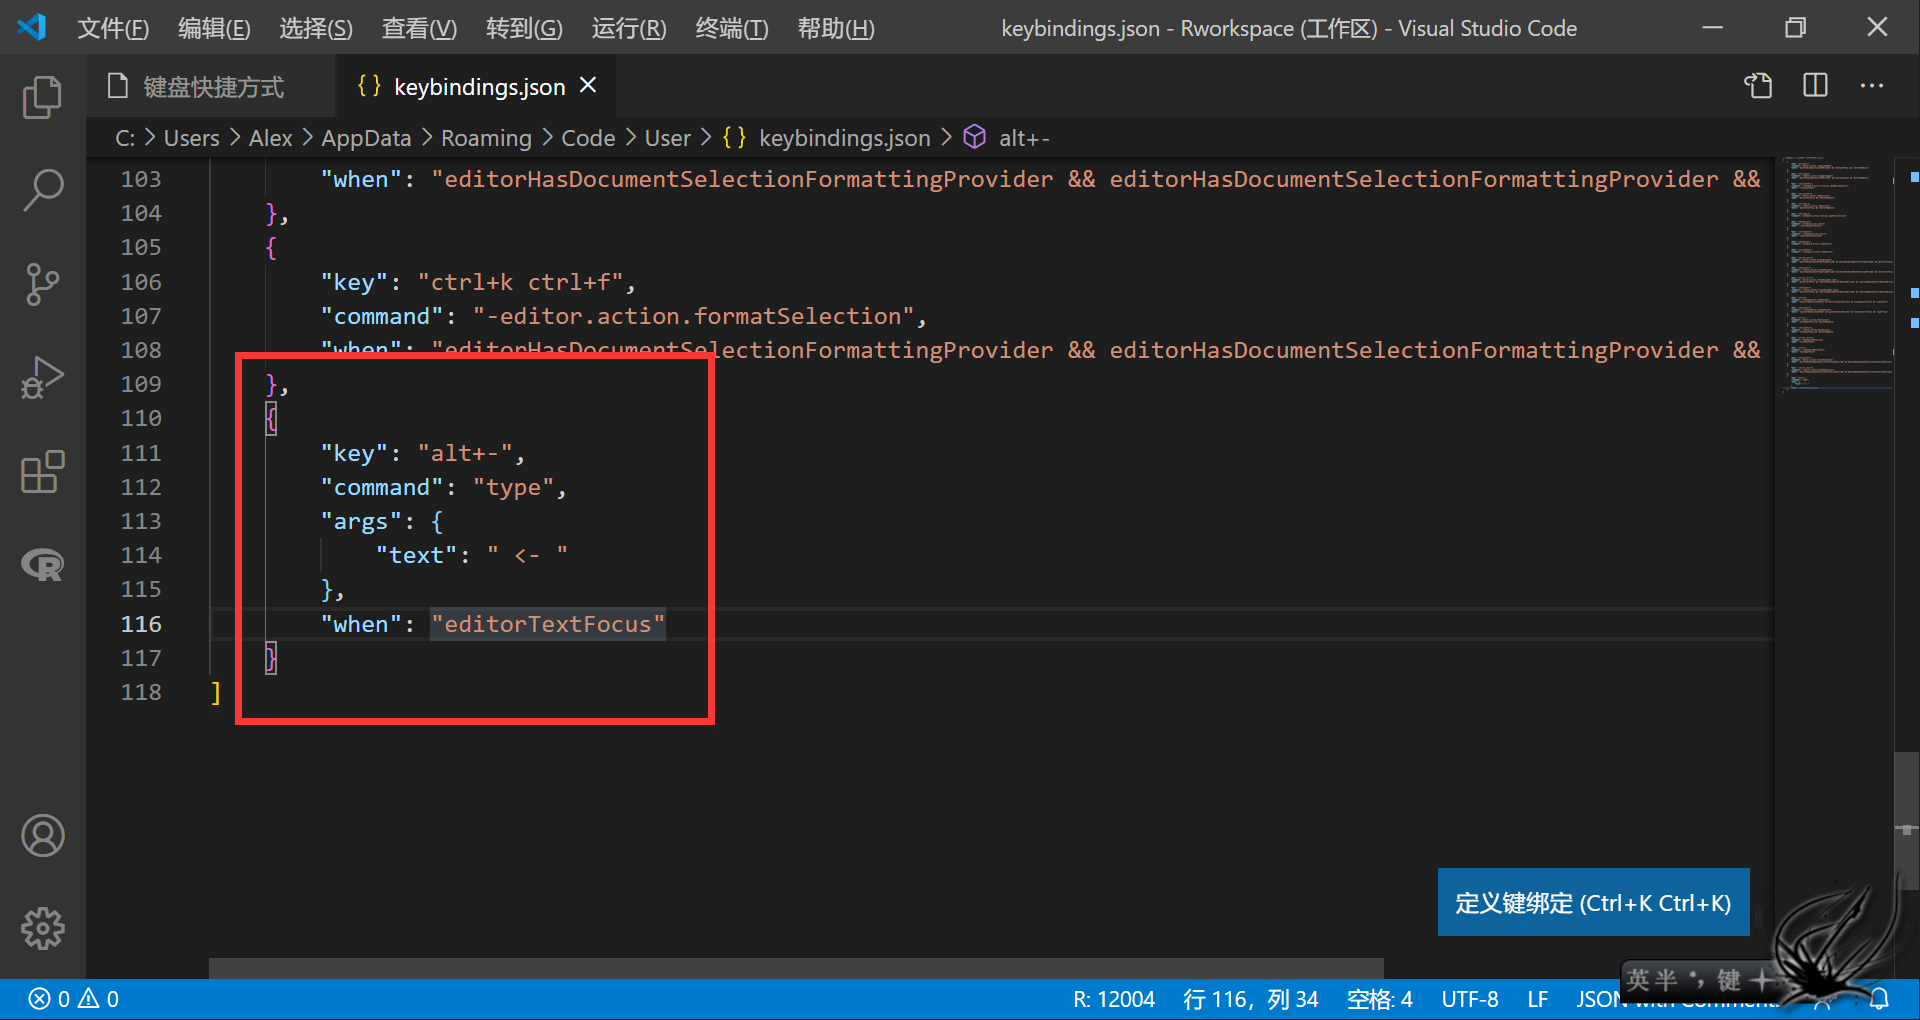 文件(F) 编辑(E) 选择(S) 查看(V) 转到(G) 运行(R) 终端(T) 帮助(H) keybindings.json - Rworkspace (工作区) - Visual Studio Code
键盘快捷方式 {} keybindings.json
C: > Users > Alex > AppData > Roaming > Code > User > {} keybindings.json > alt+-
103 "when": "editorHasDocumentSelectionFormattingProvider && editorHasDocumentSelectionFormattingProvider &&
104 },
105 {
106 "key": "ctrl+k ctrl+f",
107 "command": "-editor.action.formatSelection",
108 "when": "editorHasDocumentSelectionFormattingProvider && editorHasDocumentSelectionFormattingProvider &&
109 },
110 {
111 "key": "alt+-",
112 "command": "type",
113 "args": {
114 "text": " <- "
115 },
116 "when": "editorTextFocus"
117 }
118 ]
R
定义键绑定 (Ctrl+K Ctrl+K)
英半 键
0 0 R: 12004 行 116，列 34 空格: 4 UTF-8 LF JSON with Comments